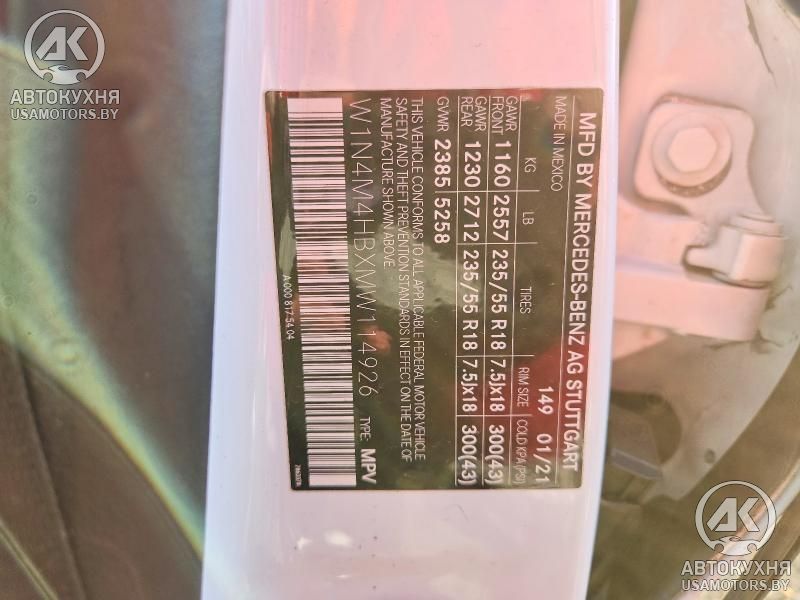 AK
АВТОКУХНЯ
USAMOTORS.BY
MFD BY MERCEDES-BENZ AG STUTTGART
MADE IN MEXICO 149 01/21
KG LB TIRES RIM SIZE COLD KPA(PSI)
GAWR
FRONT 1160 2557 235/55 R18 7.5Jx18 300(43)
GAWR
REAR 1230 2712 235/55 R18 7.5Jx18 300(43)
GVWR 2385 5258
THIS VEHICLE CONFORMS TO ALL APPLICABLE FEDERAL MOTOR VEHICLE
SAFETY AND THEFT PREVENTION STANDARDS IN EFFECT ON THE DATE OF
MANUFACTURE SHOWN ABOVE.
W1N4M4HBXMW114926 TYPE: MPV
A 000 817 54 04
AK
АВТОКУХНЯ
USAMOTORS.BY